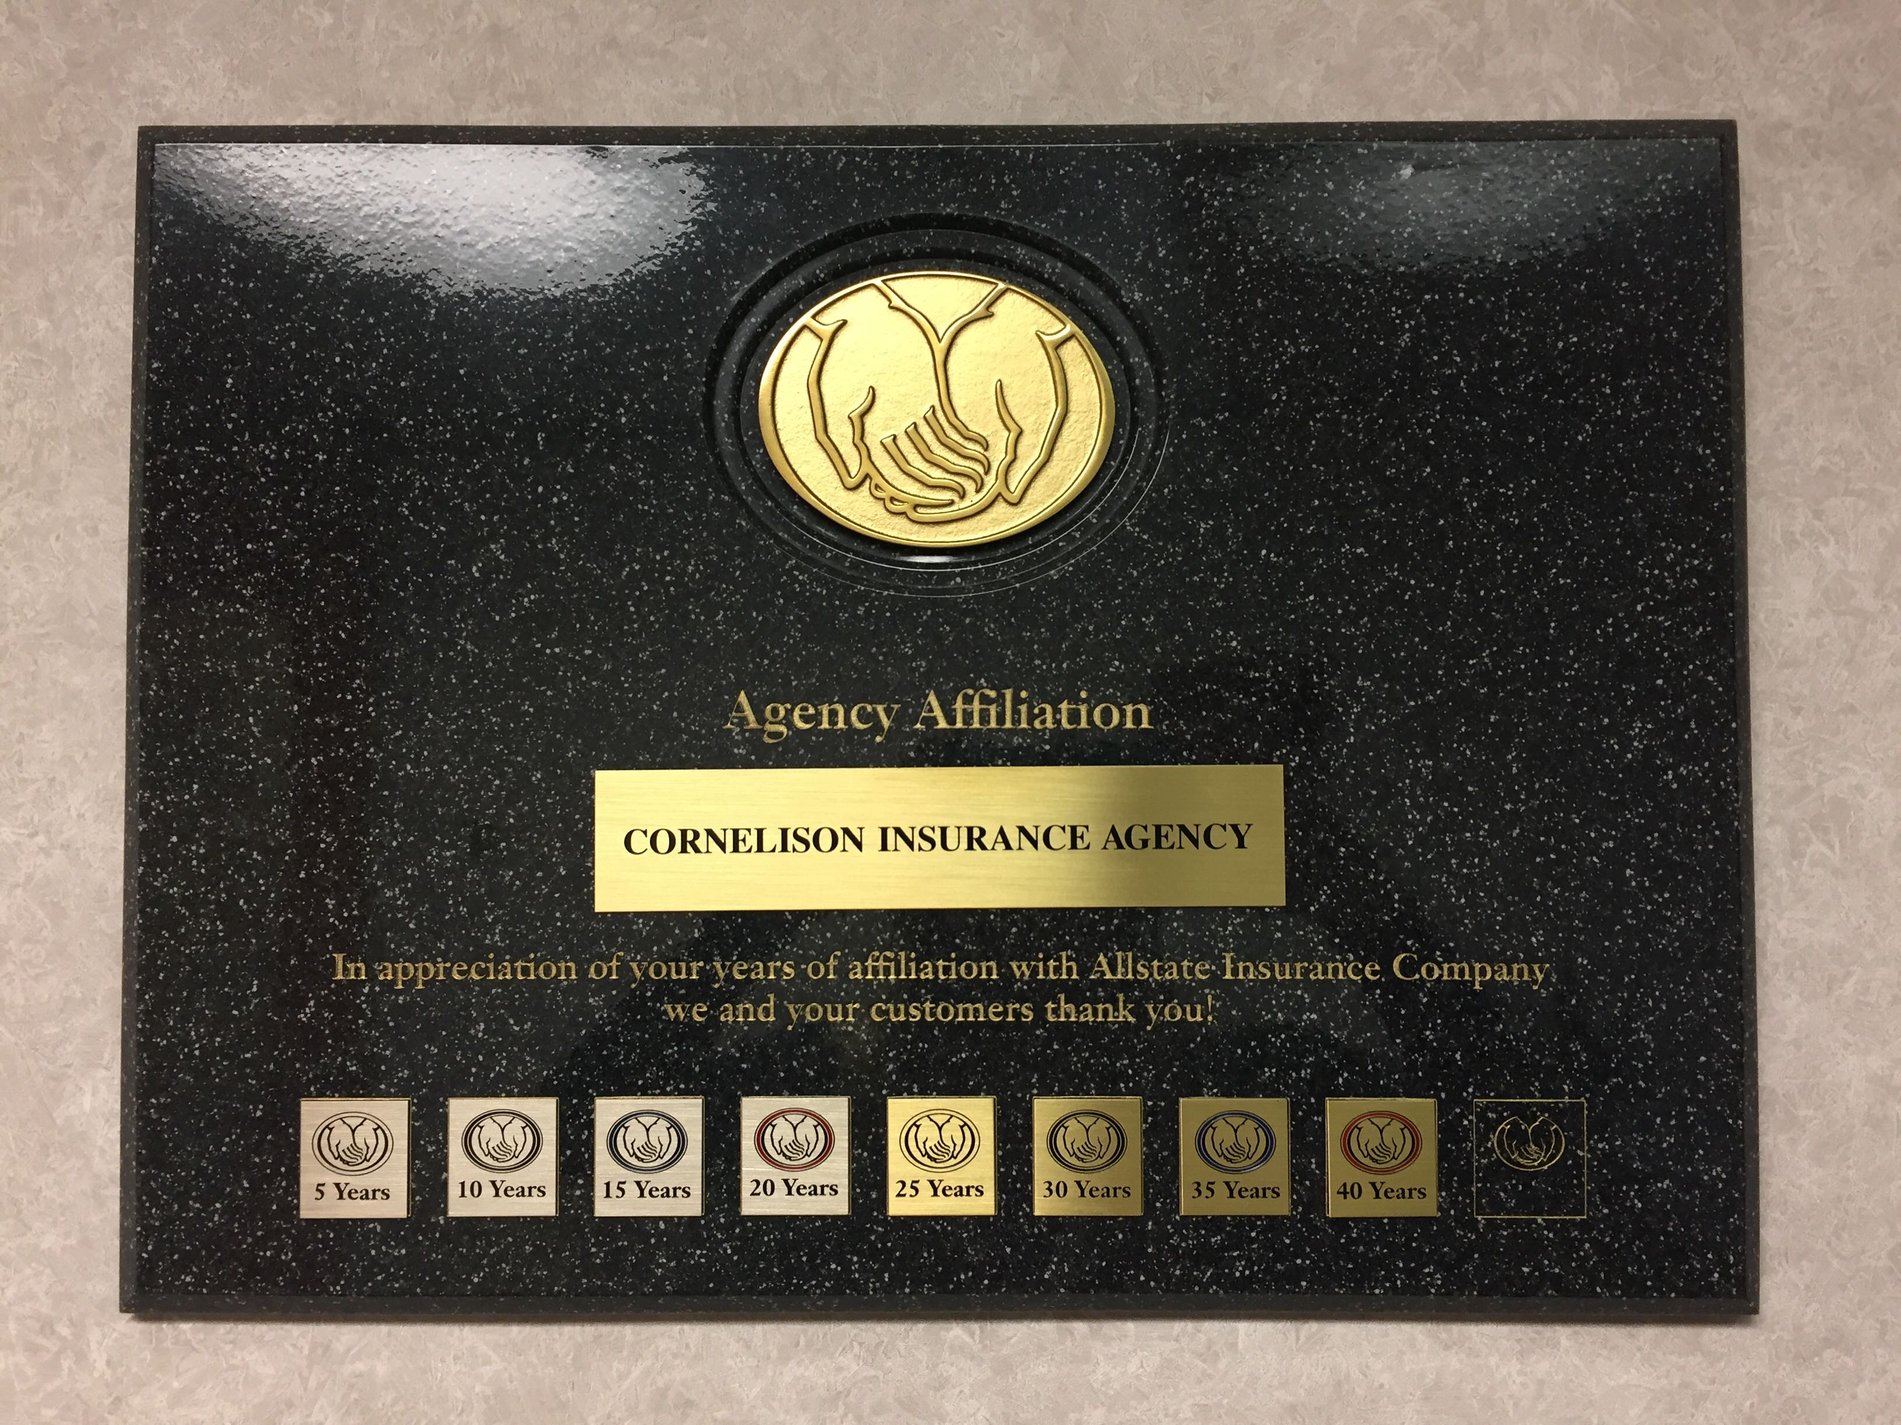 Agency Affiliation
CORNELISON INSURANCE AGENCY
In appreciation of your years of affiliation with Allstate Insurance Company
we and your customers thank you!
5 Years 10 Years 15 Years 20 Years 25 Years 30 Years 35 Years 40 Years